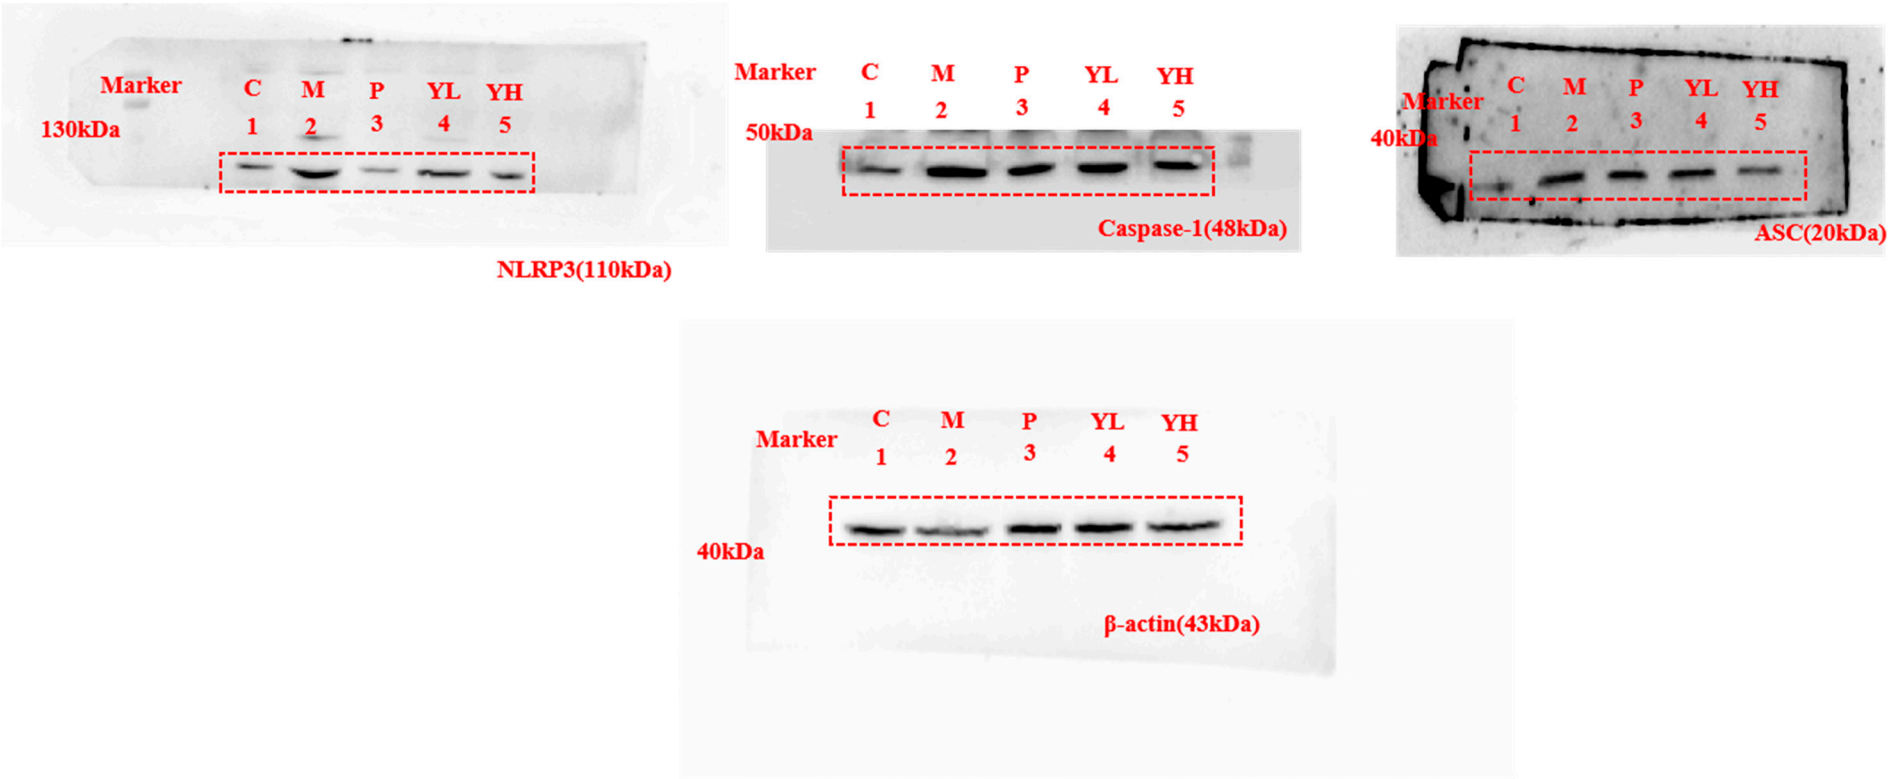 Marker C M P YL YH
130kDa 1 2 3 4 5
NLRP3(110kDa)
Marker C M P YL YH
1 2 3 4 5
50kDa
Caspase-1(48kDa)
C M P YL YH
Marker
1 2 3 4 5
40kDa
ASC(20kDa)
C M P YL YH
Marker
1 2 3 4 5
40kDa
β-actin(43kDa)